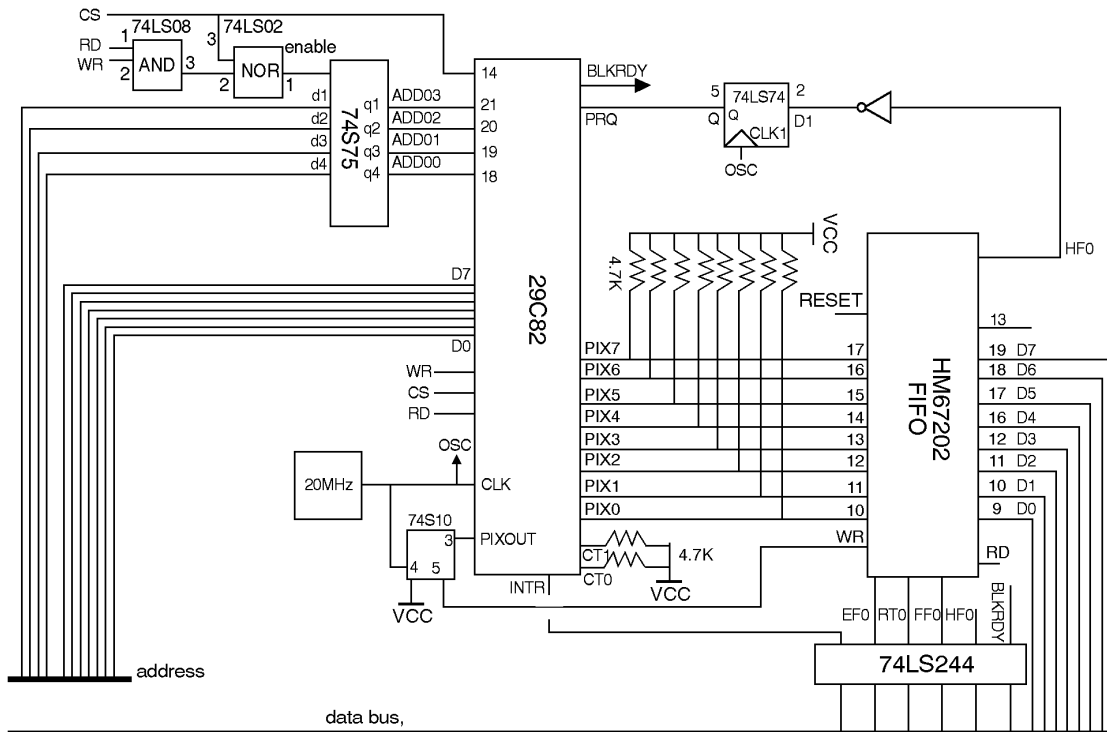 CS
74LS08
74LS02
RD
1
WR
2
AND
3
3
2
NOR
1
enable
74S75
d1
d2
d3
d4
q1
q2
q3
q4
ADD03
ADD02
ADD01
ADD00
14
21
20
19
18
29C82
BLKRDY
PRQ
5
Q
74LS74
Q
CLK1
2
D1
OSC
HF0
VCC
4.7K
D7
D0
WR
CS
RD
OSC
20MHz
CLK
74S10
3
4
5
PIXOUT
VCC
INTR
CT1
CT0
4.7K
VCC
PIX7
PIX6
PIX5
PIX4
PIX3
PIX2
PIX1
PIX0
RESET
17
16
15
14
13
12
11
10
WR
HM67202
FIFO
13
19 D7
18 D6
17 D5
16 D4
12 D3
11 D2
10 D1
9 D0
RD
EF0
RT0
FF0
HF0
BLKRDY
74LS244
address
data bus,